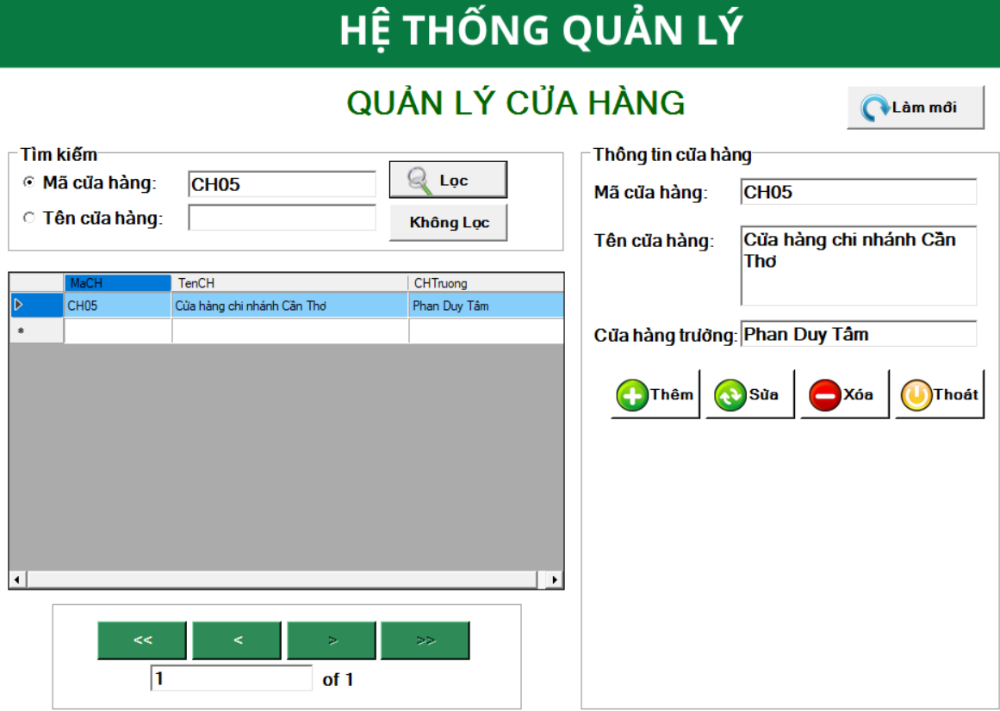 HỆ THỐNG QUẢN LÝ
QUẢN LÝ CỬA HÀNG
Làm mới
Tìm kiếm
Mã cửa hàng: CH05
Lọc
Tên cửa hàng:
Không Lọc
MaCH TenCH CHTruong
CH05 Cửa hàng chi nhánh Cần Thơ Phan Duy Tâm
*
<< < > >>
1 of 1
Thông tin cửa hàng
Mã cửa hàng: CH05
Tên cửa hàng: Cửa hàng chi nhánh Cần
Thơ
Cửa hàng trưởng: Phan Duy Tâm
Thêm Sửa Xóa Thoát